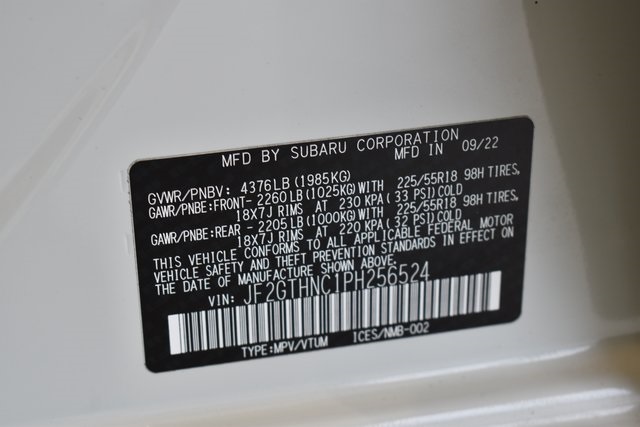 MFD BY SUBARU CORPORATION
MFD IN 09/22
GVWR/PNBV: 4376LB (1985KG)
GAWR/PNBE:FRONT- 2260LB (1025KG)WITH 225/55R18 98H TIRES
18X7J RIMS AT 230 KPA ( 33 PSI)COLD
GAWR/PNBE:REAR - 2205LB (1000KG)WITH 225/55R18 98H TIRES
18X7J RIMS AT 220 KPA ( 32 PSI)COLD
THIS VEHICLE CONFORMS TO ALL APPLICABLE FEDERAL MOTOR
VEHICLE SAFETY AND THEFT PREVENTION STANDARDS IN EFFECT ON
THE DATE OF MANUFACTURE SHOWN ABOVE.
VIN: JF2GTHNC1PH256524
TYPE:MPV/VTUM ICES/NMB-002